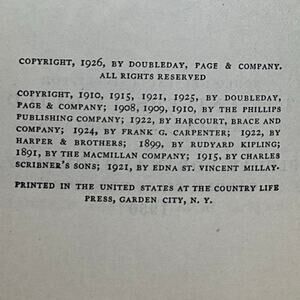 COPYRIGHT, 1926, BY DOUBLEDAY, PAGE & COMPANY.
ALL RIGHTS RESERVED
COPYRIGHT, 1910, 1915, 1921, 1925, BY DOUBLEDAY,
PAGE & COMPANY; 1908, 1909, 1910, BY THE PHILLIPS
PUBLISHING COMPANY; 1922, BY HARCOURT, BRACE AND
COMPANY; 1924, BY FRANK G. CARPENTER; 1922, BY
HARPER & BROTHERS; 1899, BY RUDYARD KIPLING;
1891, BY THE MACMILLAN COMPANY; 1915, BY CHARLES
SCRIBNER'S SONS; 1921, BY EDNA ST. VINCENT MILLAY.
PRINTED IN THE UNITED STATES AT THE COUNTRY LIFE
PRESS, GARDEN CITY, N. Y.